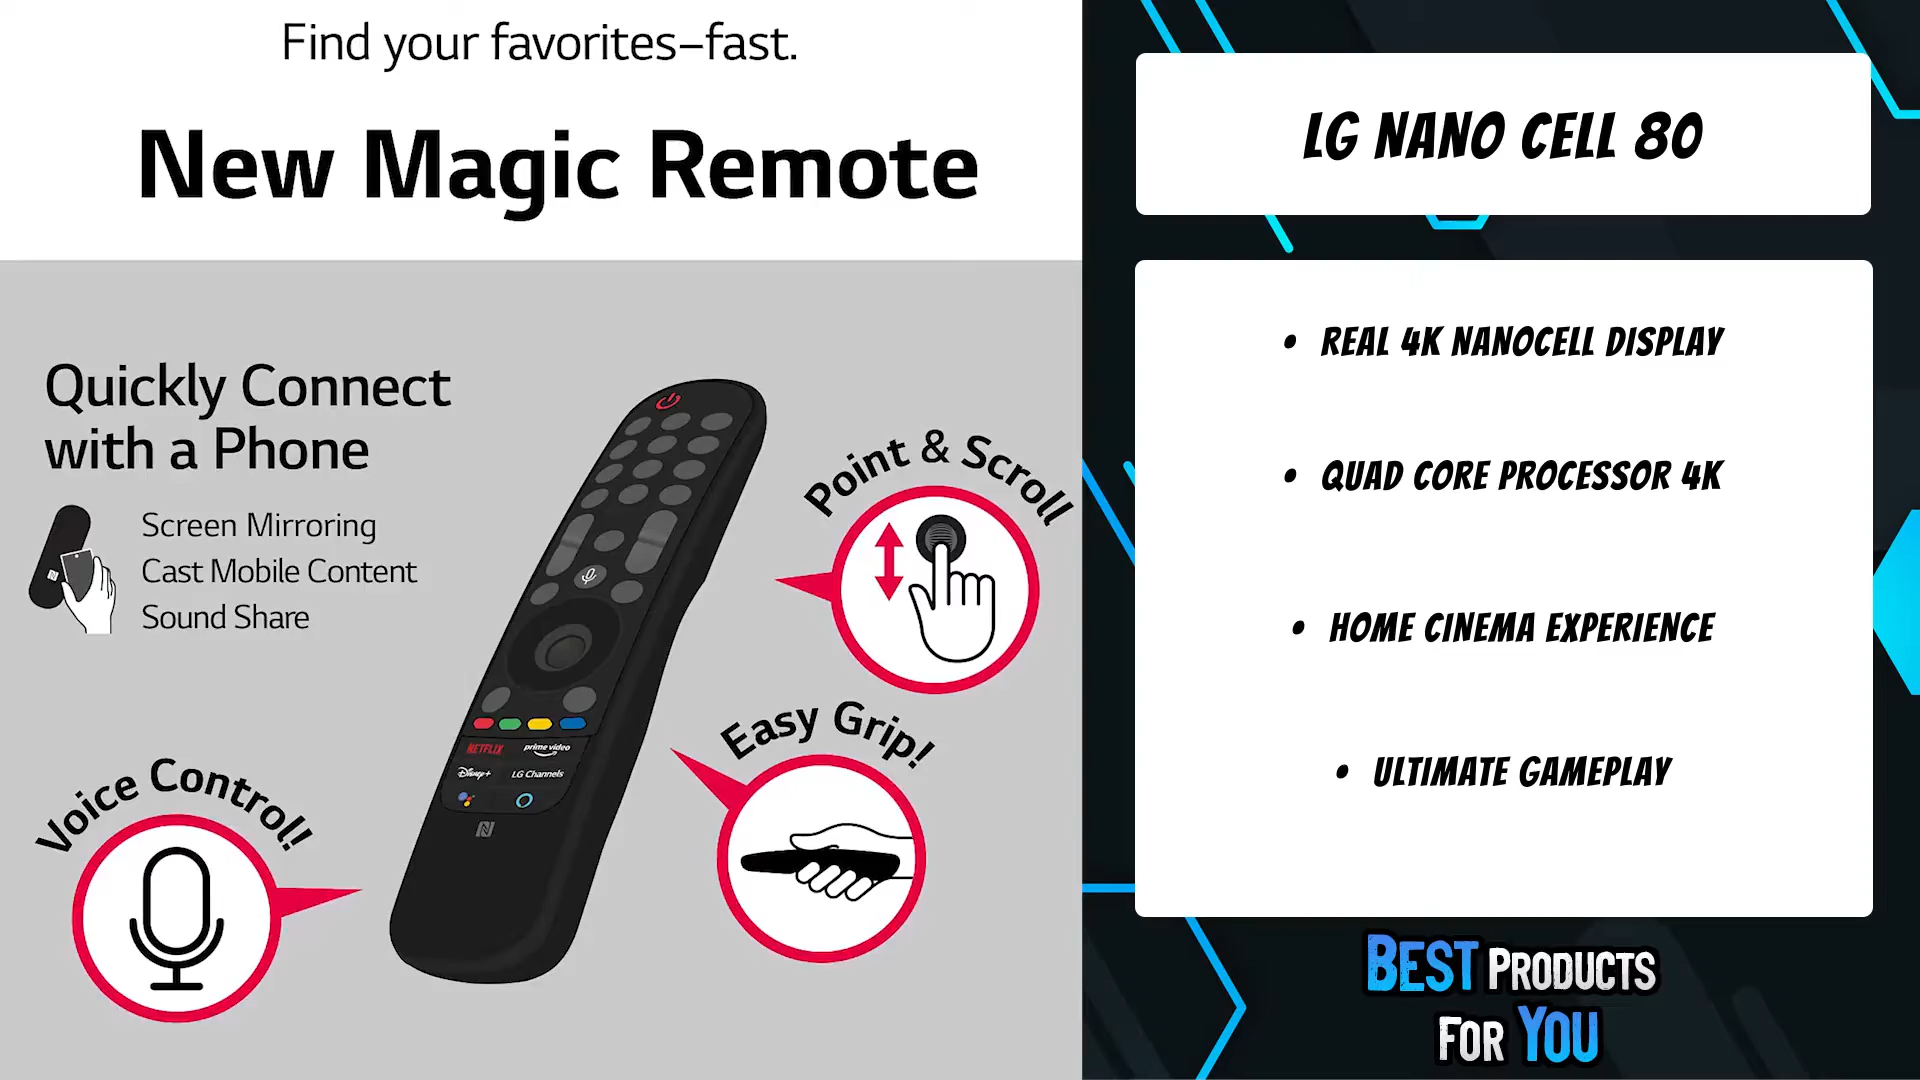 Find your favorites–fast.
New Magic Remote
Quickly Connect
with a Phone
Screen Mirroring
Cast Mobile Content
Sound Share
Point & Scroll
Easy Grip!
Voice Control!
NETFLIX
prime video
Disney+
LG Channels
LG NANO CELL 80
• REAL 4K NANOCELL DISPLAY
• QUAD CORE PROCESSOR 4K
• HOME CINEMA EXPERIENCE
• ULTIMATE GAMEPLAY
BEST PRODUCTS
FOR YOU